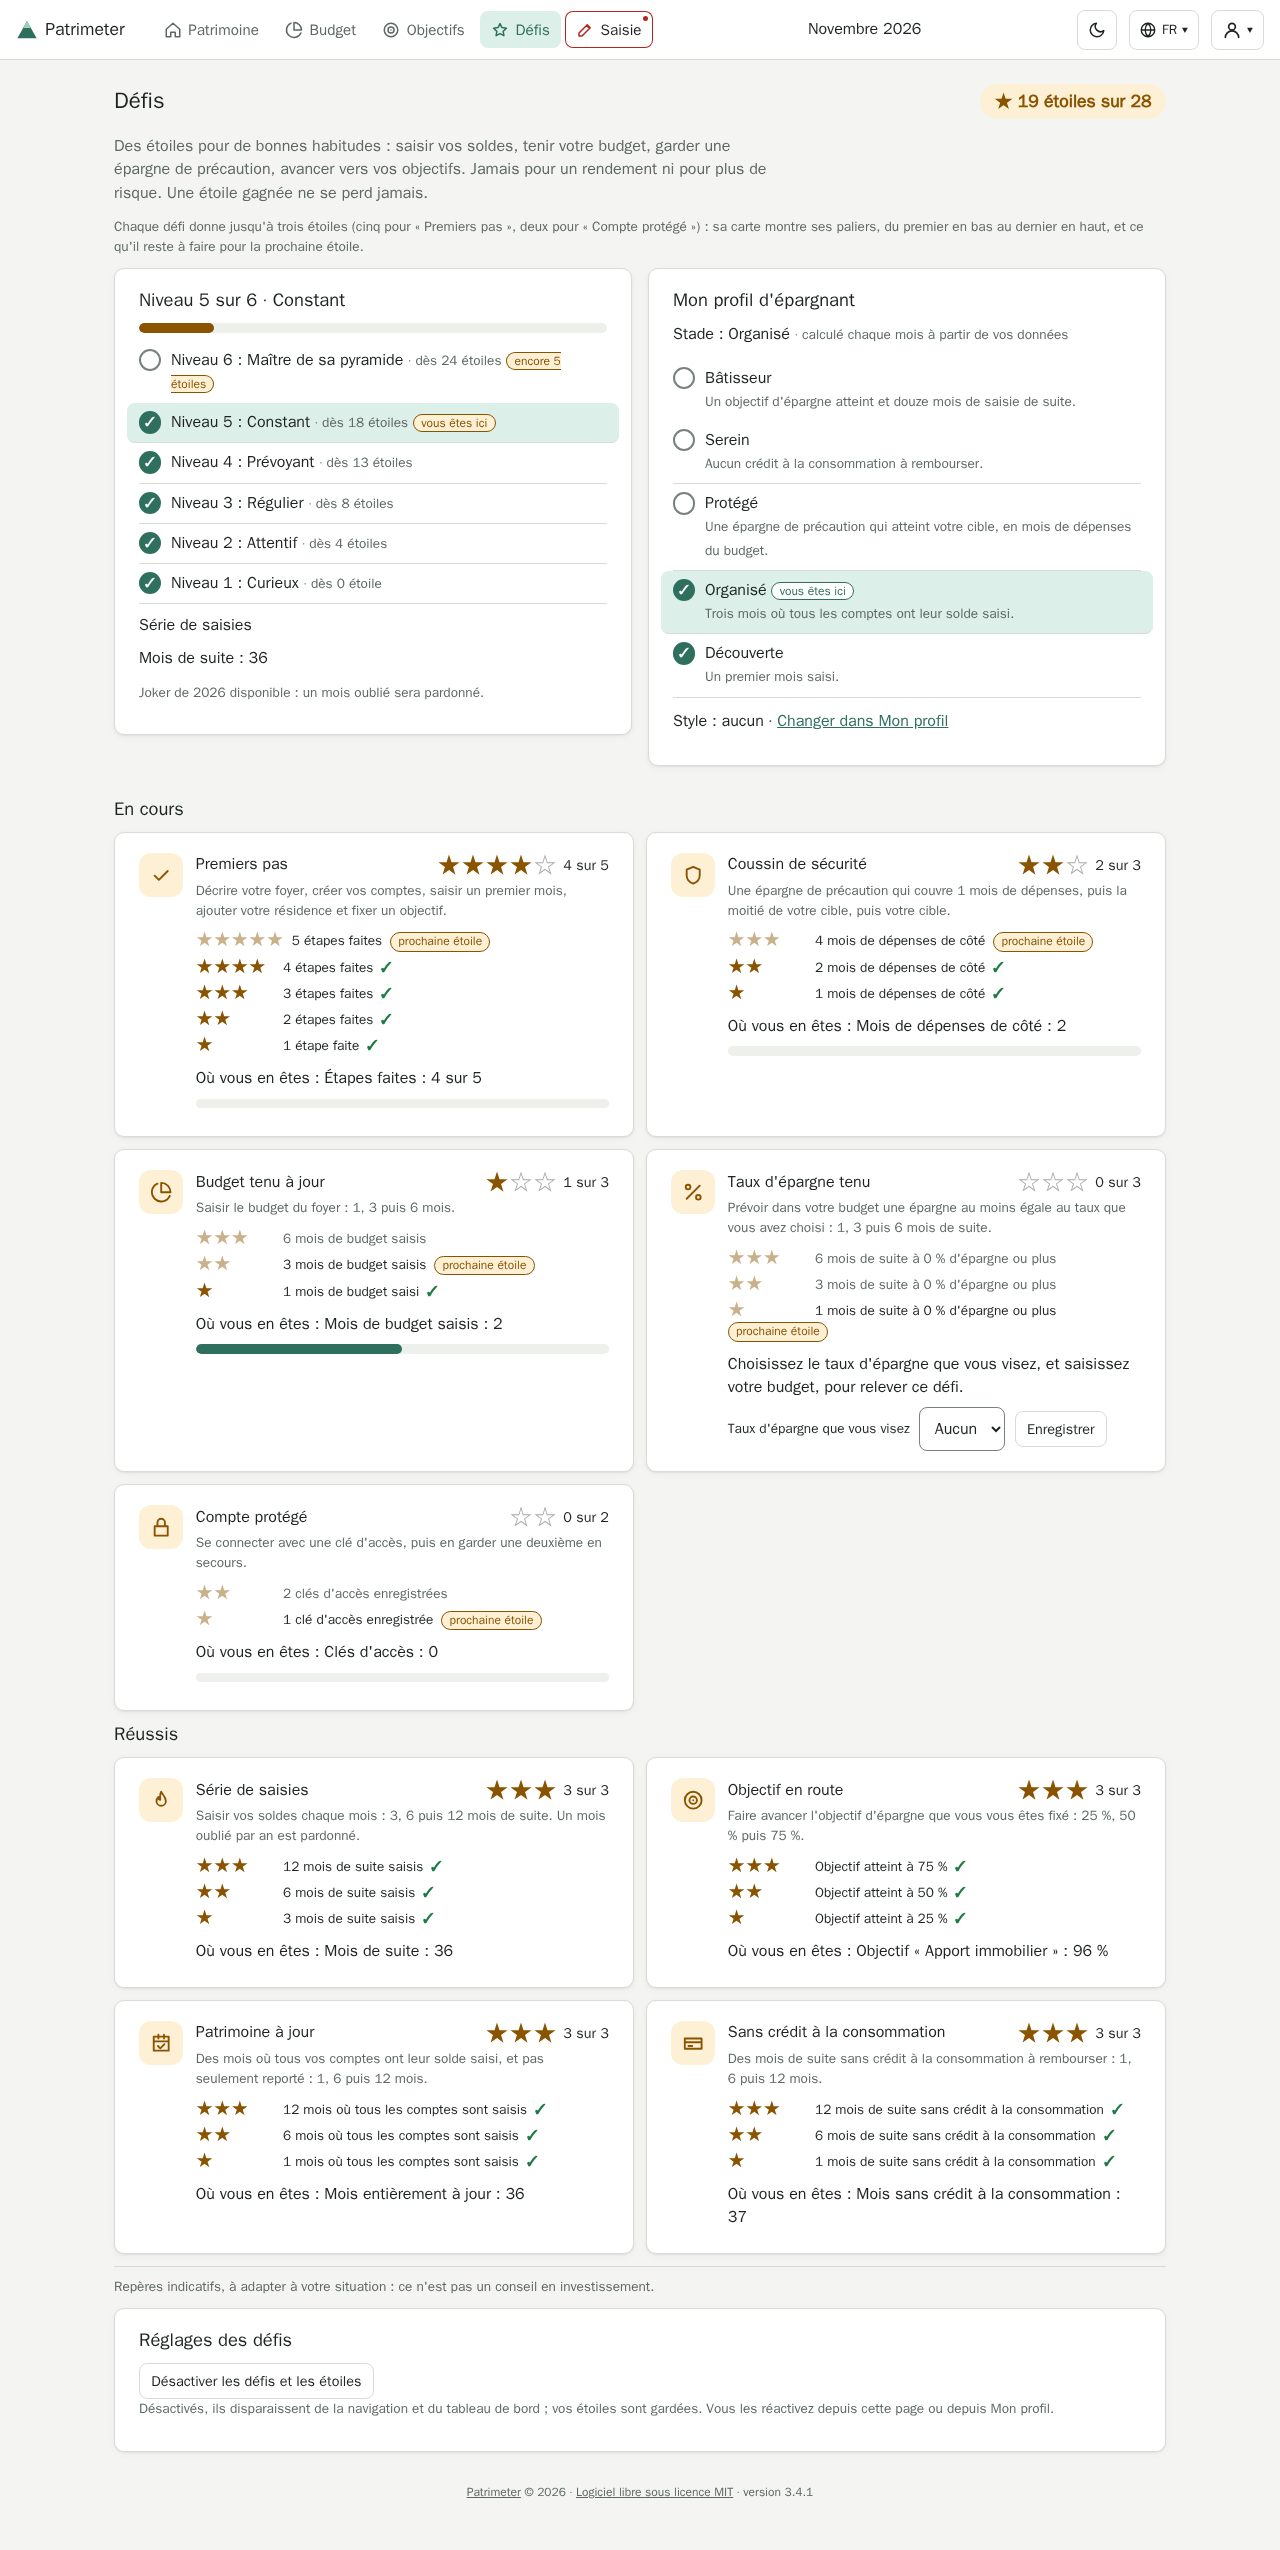 Patrimeter
Patrimoine
Budget
Objectifs
Défis
Saisie
Novembre 2026
FR ▾
▾
Défis
★ 19 étoiles sur 28
Des étoiles pour de bonnes habitudes : saisir vos soldes, tenir votre budget, garder une
épargne de précaution, avancer vers vos objectifs. Jamais pour un rendement ni pour plus de
risque. Une étoile gagnée ne se perd jamais.
Chaque défi donne jusqu'à trois étoiles (cinq pour « Premiers pas », deux pour « Compte protégé ») : sa carte montre ses paliers, du premier en bas au dernier en haut, et ce
qu'il reste à faire pour la prochaine étoile.
Niveau 5 sur 6 · Constant
Niveau 6 : Maître de sa pyramide · dès 24 étoiles encore 5
étoiles
✓ Niveau 5 : Constant · dès 18 étoiles vous êtes ici
✓ Niveau 4 : Prévoyant · dès 13 étoiles
✓ Niveau 3 : Régulier · dès 8 étoiles
✓ Niveau 2 : Attentif · dès 4 étoiles
✓ Niveau 1 : Curieux · dès 0 étoile
Série de saisies
Mois de suite : 36
Joker de 2026 disponible : un mois oublié sera pardonné.
Mon profil d'épargnant
Stade : Organisé · calculé chaque mois à partir de vos données
Bâtisseur
Un objectif d'épargne atteint et douze mois de saisie de suite.
Serein
Aucun crédit à la consommation à rembourser.
Protégé
Une épargne de précaution qui atteint votre cible, en mois de dépenses
du budget.
✓ Organisé vous êtes ici
Trois mois où tous les comptes ont leur solde saisi.
✓ Découverte
Un premier mois saisi.
Style : aucun · Changer dans Mon profil
En cours
Premiers pas ★★★★☆ 4 sur 5
Décrire votre foyer, créer vos comptes, saisir un premier mois,
ajouter votre résidence et fixer un objectif.
★★★★★ 5 étapes faites prochaine étoile
★★★★ 4 étapes faites ✓
★★★ 3 étapes faites ✓
★★ 2 étapes faites ✓
★ 1 étape faite ✓
Où vous en êtes : Étapes faites : 4 sur 5
Coussin de sécurité ★★☆ 2 sur 3
Une épargne de précaution qui couvre 1 mois de dépenses, puis la
moitié de votre cible, puis votre cible.
★★★ 4 mois de dépenses de côté prochaine étoile
★★ 2 mois de dépenses de côté ✓
★ 1 mois de dépenses de côté ✓
Où vous en êtes : Mois de dépenses de côté : 2
Budget tenu à jour ★☆☆ 1 sur 3
Saisir le budget du foyer : 1, 3 puis 6 mois.
★★★ 6 mois de budget saisis
★★ 3 mois de budget saisis prochaine étoile
★ 1 mois de budget saisi ✓
Où vous en êtes : Mois de budget saisis : 2
Taux d'épargne tenu ☆☆☆ 0 sur 3
Prévoir dans votre budget une épargne au moins égale au taux que
vous avez choisi : 1, 3 puis 6 mois de suite.
★★★ 6 mois de suite à 0 % d'épargne ou plus
★★ 3 mois de suite à 0 % d'épargne ou plus
★ 1 mois de suite à 0 % d'épargne ou plus
prochaine étoile
Choisissez le taux d'épargne que vous visez, et saisissez
votre budget, pour relever ce défi.
Taux d'épargne que vous visez Aucun Enregistrer
Compte protégé ☆☆ 0 sur 2
Se connecter avec une clé d'accès, puis en garder une deuxième en
secours.
★★ 2 clés d'accès enregistrées
★ 1 clé d'accès enregistrée prochaine étoile
Où vous en êtes : Clés d'accès : 0
Réussis
Série de saisies ★★★ 3 sur 3
Saisir vos soldes chaque mois : 3, 6 puis 12 mois de suite. Un mois
oublié par an est pardonné.
★★★ 12 mois de suite saisis ✓
★★ 6 mois de suite saisis ✓
★ 3 mois de suite saisis ✓
Où vous en êtes : Mois de suite : 36
Objectif en route ★★★ 3 sur 3
Faire avancer l'objectif d'épargne que vous vous êtes fixé : 25 %, 50
% puis 75 %.
★★★ Objectif atteint à 75 % ✓
★★ Objectif atteint à 50 % ✓
★ Objectif atteint à 25 % ✓
Où vous en êtes : Objectif « Apport immobilier » : 96 %
Patrimoine à jour ★★★ 3 sur 3
Des mois où tous vos comptes ont leur solde saisi, et pas
seulement reporté : 1, 6 puis 12 mois.
★★★ 12 mois où tous les comptes sont saisis ✓
★★ 6 mois où tous les comptes sont saisis ✓
★ 1 mois où tous les comptes sont saisis ✓
Où vous en êtes : Mois entièrement à jour : 36
Sans crédit à la consommation ★★★ 3 sur 3
Des mois de suite sans crédit à la consommation à rembourser : 1,
6 puis 12 mois.
★★★ 12 mois de suite sans crédit à la consommation ✓
★★ 6 mois de suite sans crédit à la consommation ✓
★ 1 mois de suite sans crédit à la consommation ✓
Où vous en êtes : Mois sans crédit à la consommation :
37
Repères indicatifs, à adapter à votre situation : ce n'est pas un conseil en investissement.
Réglages des défis
Désactiver les défis et les étoiles
Désactivés, ils disparaissent de la navigation et du tableau de bord ; vos étoiles sont gardées. Vous les réactivez depuis cette page ou depuis Mon profil.
Patrimeter © 2026 · Logiciel libre sous licence MIT · version 3.4.1